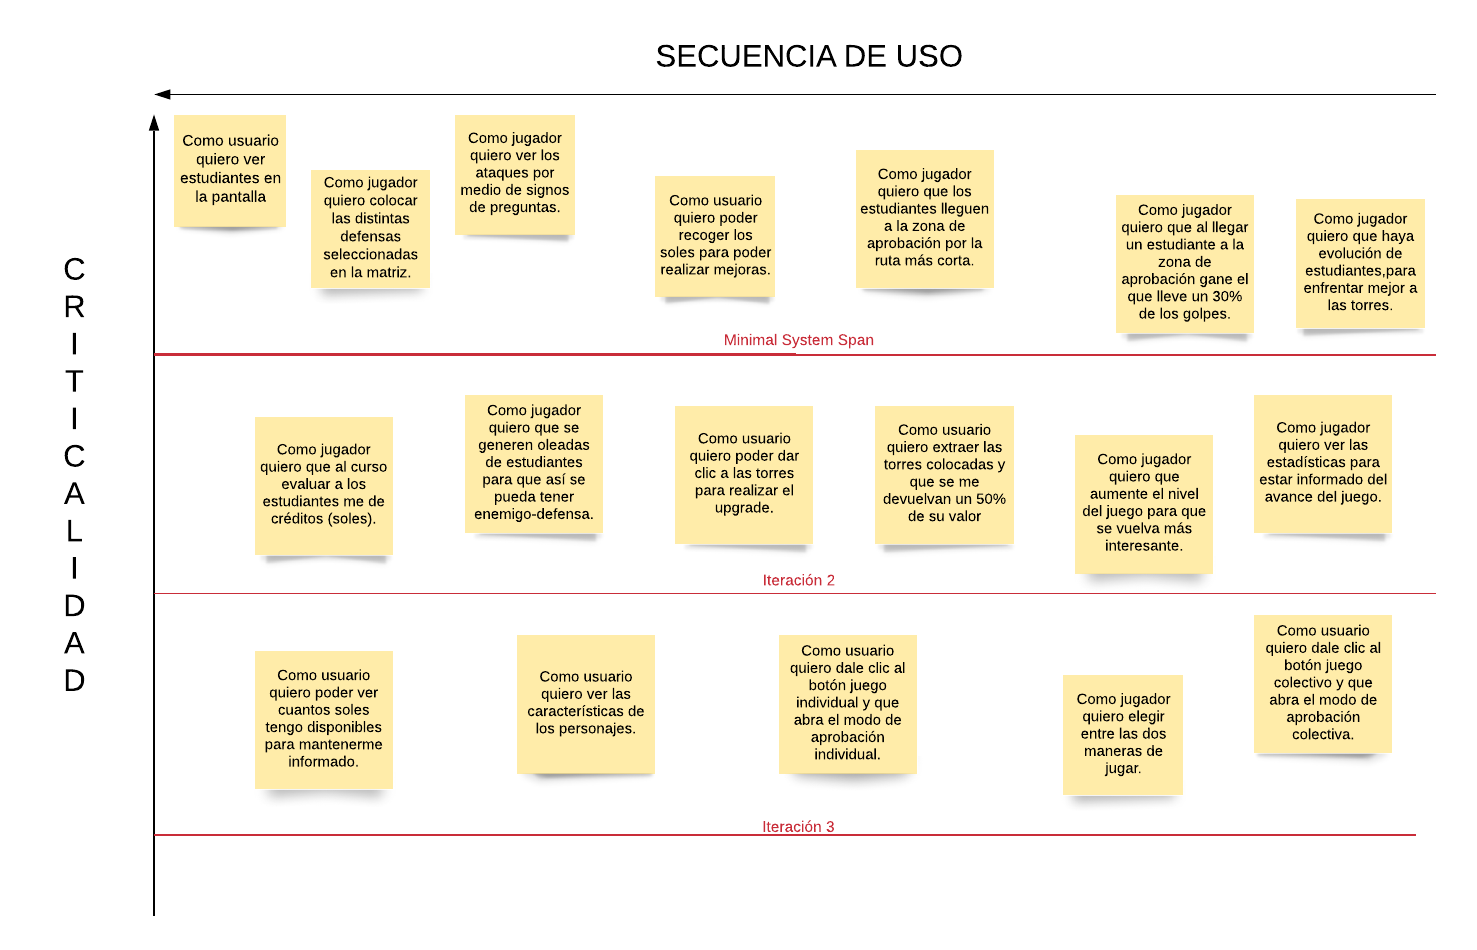 SECUENCIA DE USO
C
R
I
T
I
C
A
L
I
D
A
D
Como usuario
quiero ver
estudiantes en
la pantalla
Como jugador
quiero colocar
las distintas
defensas
seleccionadas
en la matriz.
Como jugador
quiero ver los
ataques por
medio de signos
de preguntas.
Como usuario
quiero poder
recoger los
soles para poder
realizar mejoras.
Como jugador
quiero que los
estudiantes lleguen
a la zona de
aprobación por la
ruta más corta.
Como jugador
quiero que al llegar
un estudiante a la
zona de
aprobación gane el
que lleve un 30%
de los golpes.
Como jugador
quiero que haya
evolución de
estudiantes,para
enfrentar mejor a
las torres.
Minimal System Span
Como jugador
quiero que al curso
evaluar a los
estudiantes me de
créditos (soles).
Como jugador
quiero que se
generen oleadas
de estudiantes
para que así se
pueda tener
enemigo-defensa.
Como usuario
quiero poder dar
clic a las torres
para realizar el
upgrade.
Como usuario
quiero extraer las
torres colocadas y
que se me
devuelvan un 50%
de su valor
Como jugador
quiero que
aumente el nivel
del juego para que
se vuelva más
interesante.
Como jugador
quiero ver las
estadísticas para
estar informado del
avance del juego.
Iteración 2
Como usuario
quiero poder ver
cuantos soles
tengo disponibles
para mantenerme
informado.
Como usuario
quiero ver las
características de
los personajes.
Como usuario
quiero dale clic al
botón juego
individual y que
abra el modo de
aprobación
individual.
Como jugador
quiero elegir
entre las dos
maneras de
jugar.
Como usuario
quiero dale clic al
botón juego
colectivo y que
abra el modo de
aprobación
colectiva.
Iteración 3